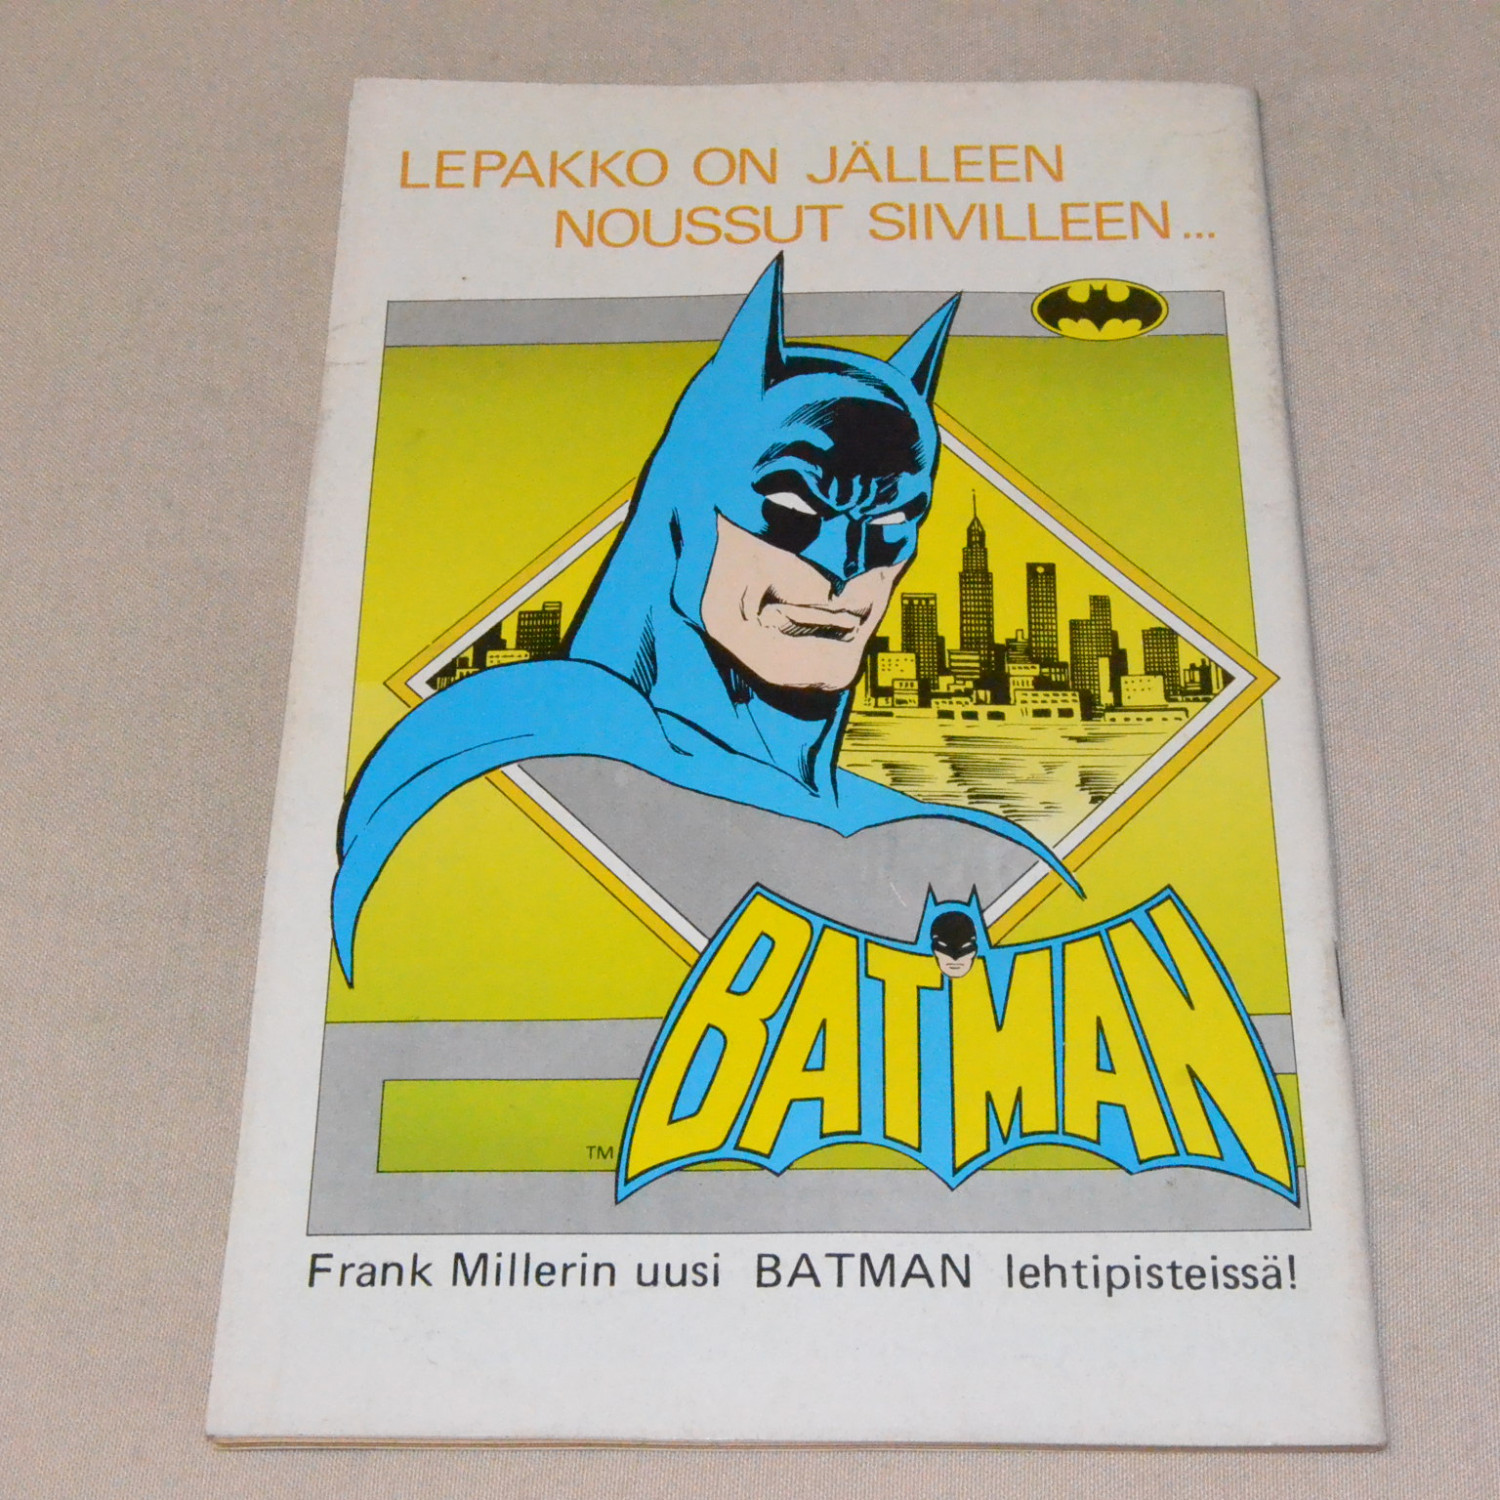 LEPAKKO ON JÄLLEEN
NOUSSUT SIIVILLEEN...
BATMAN
TM
Frank Millerin uusi BATMAN lehtipisteissä!